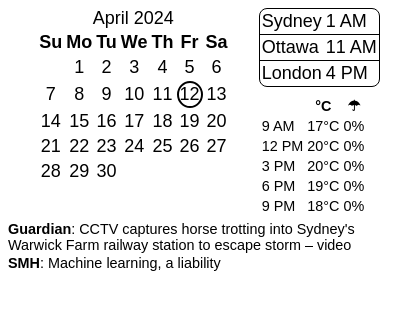 April 2024
Su Mo Tu We Th Fr Sa
1 2 3 4 5 6
7 8 9 10 11 12 13
14 15 16 17 18 19 20
21 22 23 24 25 26 27
28 29 30
Sydney 1 AM
Ottawa 11 AM
London 4 PM
°C ☂
9 AM 17°C 0%
12 PM 20°C 0%
3 PM 20°C 0%
6 PM 19°C 0%
9 PM 18°C 0%
Guardian: CCTV captures horse trotting into Sydney's
Warwick Farm railway station to escape storm – video
SMH: Machine learning, a liability